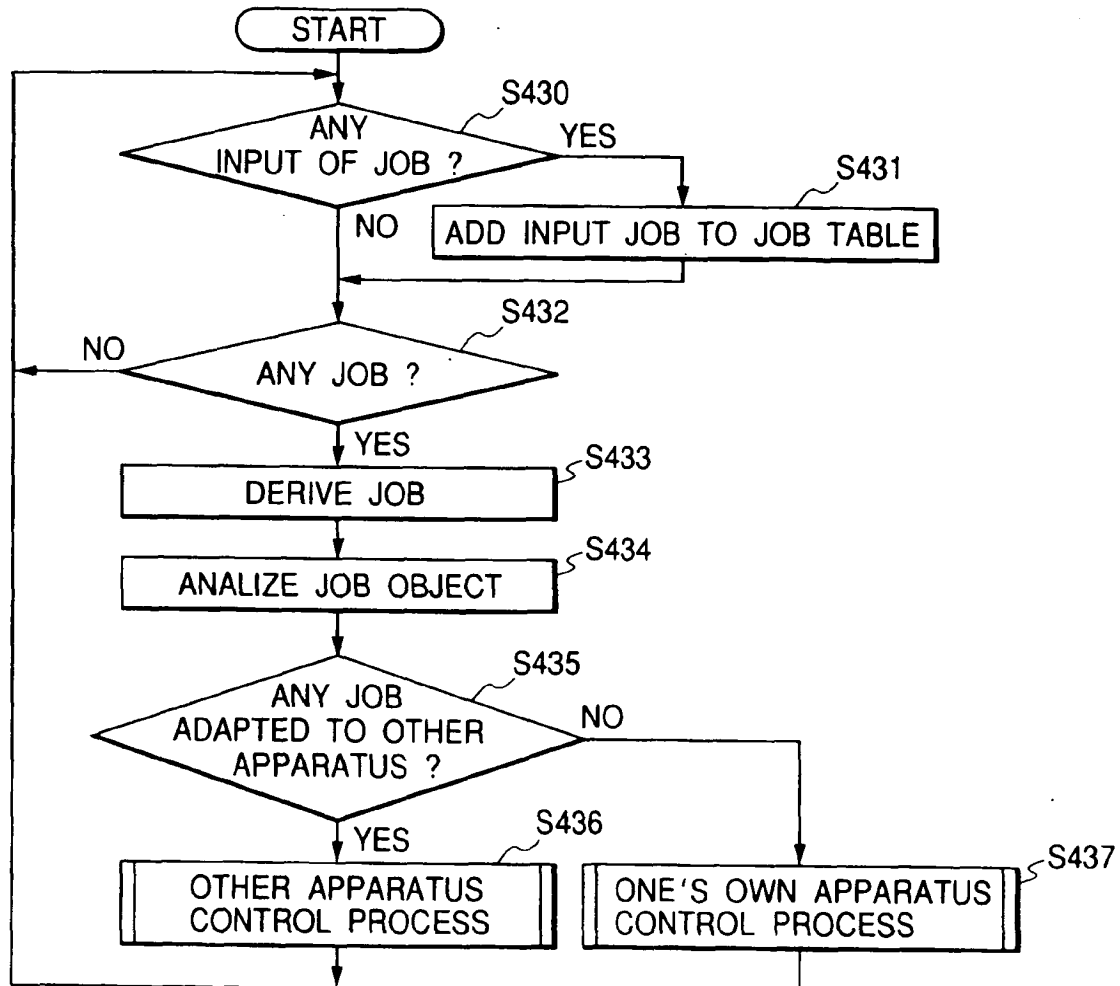 START
S430
ANY
INPUT OF JOB ?
YES
S431
NO
ADD INPUT JOB TO JOB TABLE
S432
NO
ANY JOB ?
YES
S433
DERIVE JOB
S434
ANALIZE JOB OBJECT
S435
ANY JOB
ADAPTED TO OTHER
APPARATUS ?
NO
YES
S436
OTHER APPARATUS
CONTROL PROCESS
S437
ONE'S OWN APPARATUS
CONTROL PROCESS